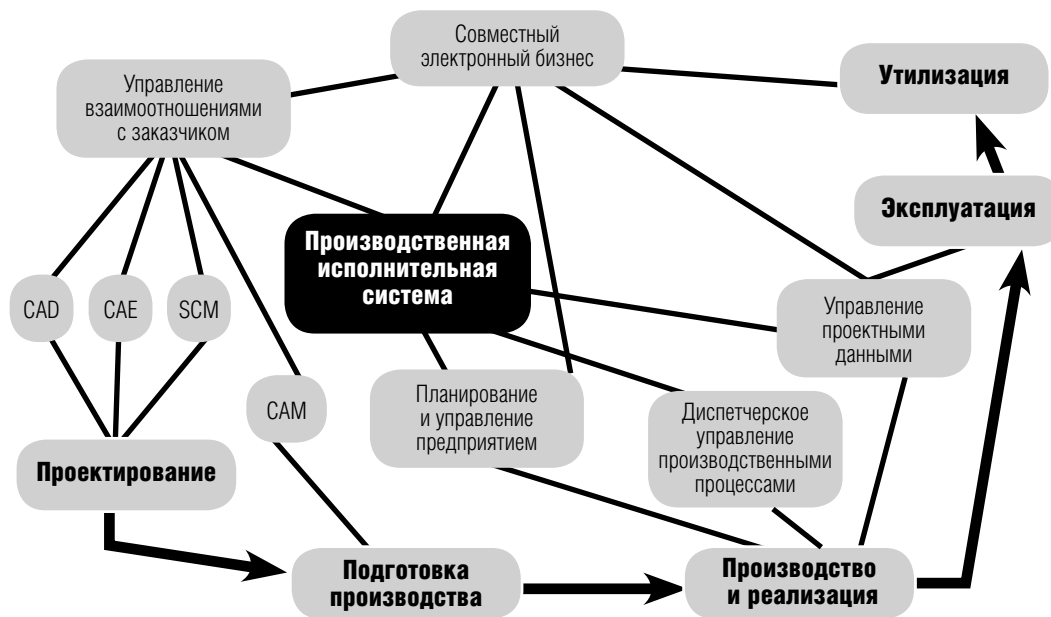 Совместный
электронный бизнес
Утилизация
Управление
взаимоотношениями
с заказчиком
Эксплуатация
Производственная
исполнительная
система
CAD
CAE
SCM
Управление
проектными
данными
CAM
Планирование
и управление
предприятием
Диспетчерское
управление
производственными
процессами
Проектирование
Подготовка
производства
Производство
и реализация